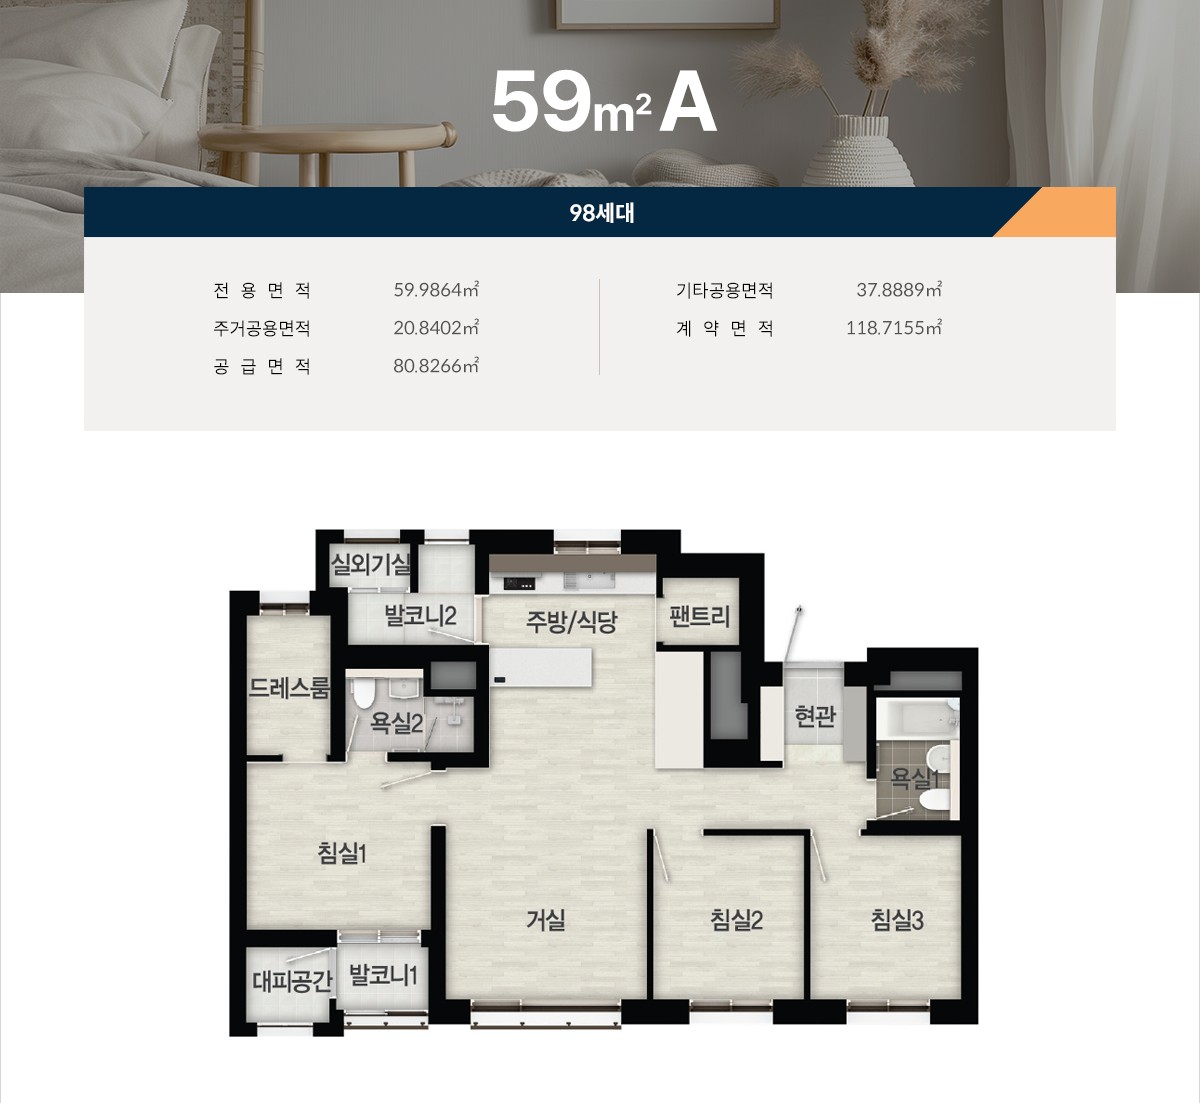 59m² A
98세대
전 용 면 적 59.9864㎡
주거공용면적 20.8402㎡
공 급 면 적 80.8266㎡
기타공용면적 37.8889㎡
계 약 면 적 118.7155㎡
실외기실
발코니2
주방/식당
팬트리
드레스룸
욕실2
현관
욕실1
침실1
거실
침실2
침실3
대피공간
발코니1